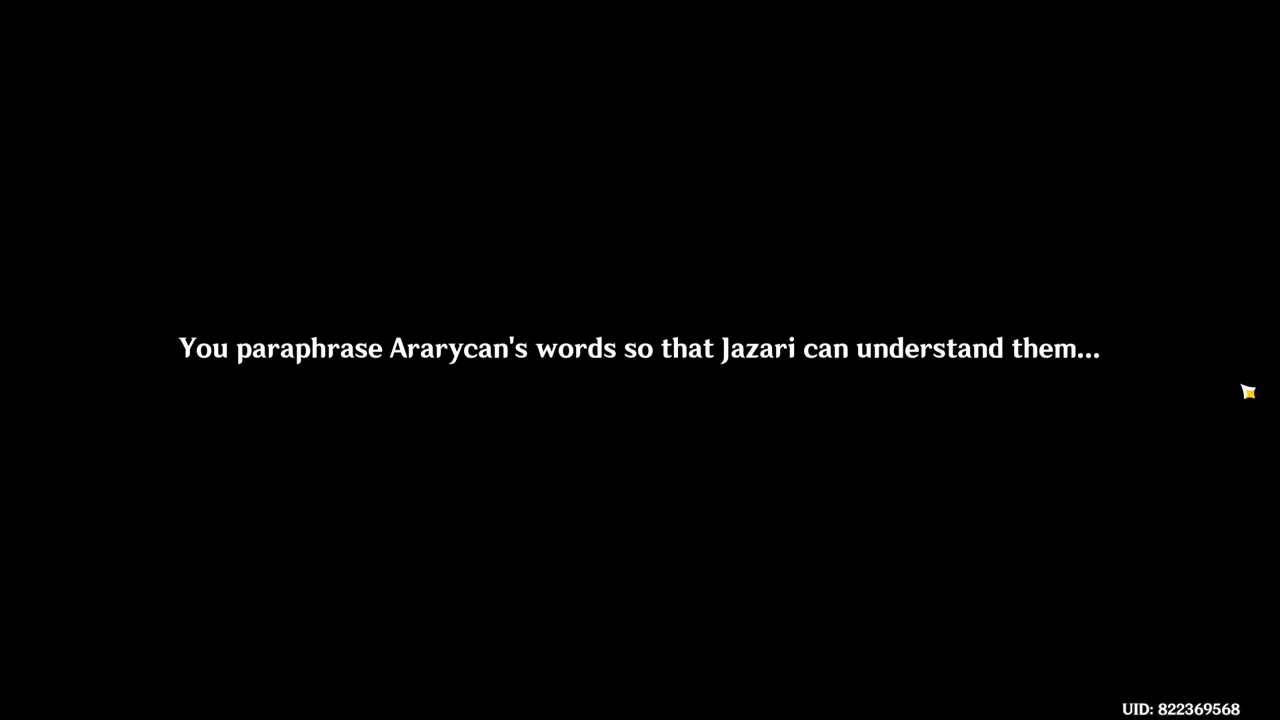 You paraphrase Ararycan's words so that Jazari can understand them...
UID: 822369568